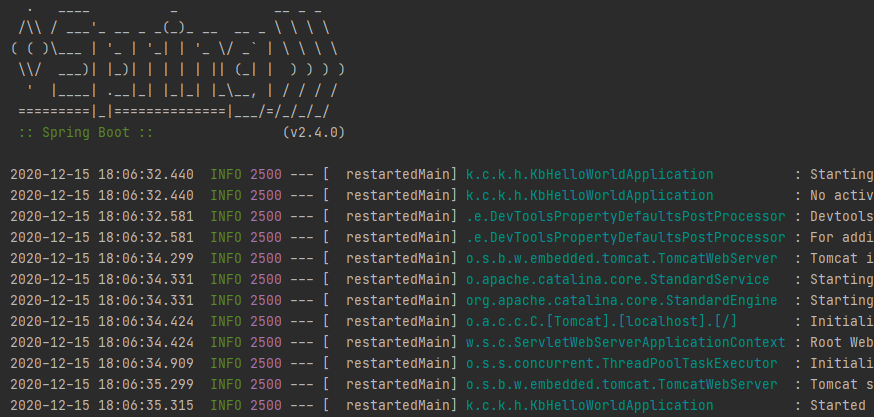 .   ____          _            __ _ _
 /\\ / ___'_ __ _ _(_)_ __  __ _ \ \ \ \
( ( )\___ | '_ | '_| | '_ \/ _` | \ \ \ \
 \\/  ___)| |_)| | | | | || (_| |  ) ) ) )
  '  |____| .__|_| |_|_| |_\__, | / / / /
 =========|_|==============|___/=/_/_/_/
 :: Spring Boot ::                (v2.4.0)
2020-12-15 18:06:32.440  INFO 2500 --- [  restartedMain] k.c.k.h.KbHelloWorldApplication          : Starting
2020-12-15 18:06:32.440  INFO 2500 --- [  restartedMain] k.c.k.h.KbHelloWorldApplication          : No activ
2020-12-15 18:06:32.581  INFO 2500 --- [  restartedMain] .e.DevToolsPropertyDefaultsPostProcessor : Devtools
2020-12-15 18:06:32.581  INFO 2500 --- [  restartedMain] .e.DevToolsPropertyDefaultsPostProcessor : For addi
2020-12-15 18:06:34.299  INFO 2500 --- [  restartedMain] o.s.b.w.embedded.tomcat.TomcatWebServer  : Tomcat i
2020-12-15 18:06:34.331  INFO 2500 --- [  restartedMain] o.apache.catalina.core.StandardService   : Starting
2020-12-15 18:06:34.331  INFO 2500 --- [  restartedMain] org.apache.catalina.core.StandardEngine  : Starting
2020-12-15 18:06:34.424  INFO 2500 --- [  restartedMain] o.a.c.c.C.[Tomcat].[localhost].[/]       : Initiali
2020-12-15 18:06:34.424  INFO 2500 --- [  restartedMain] w.s.c.ServletWebServerApplicationContext : Root Web
2020-12-15 18:06:34.909  INFO 2500 --- [  restartedMain] o.s.s.concurrent.ThreadPoolTaskExecutor  : Initiali
2020-12-15 18:06:35.299  INFO 2500 --- [  restartedMain] o.s.b.w.embedded.tomcat.TomcatWebServer  : Tomcat s
2020-12-15 18:06:35.315  INFO 2500 --- [  restartedMain] k.c.k.h.KbHelloWorldApplication          : Started